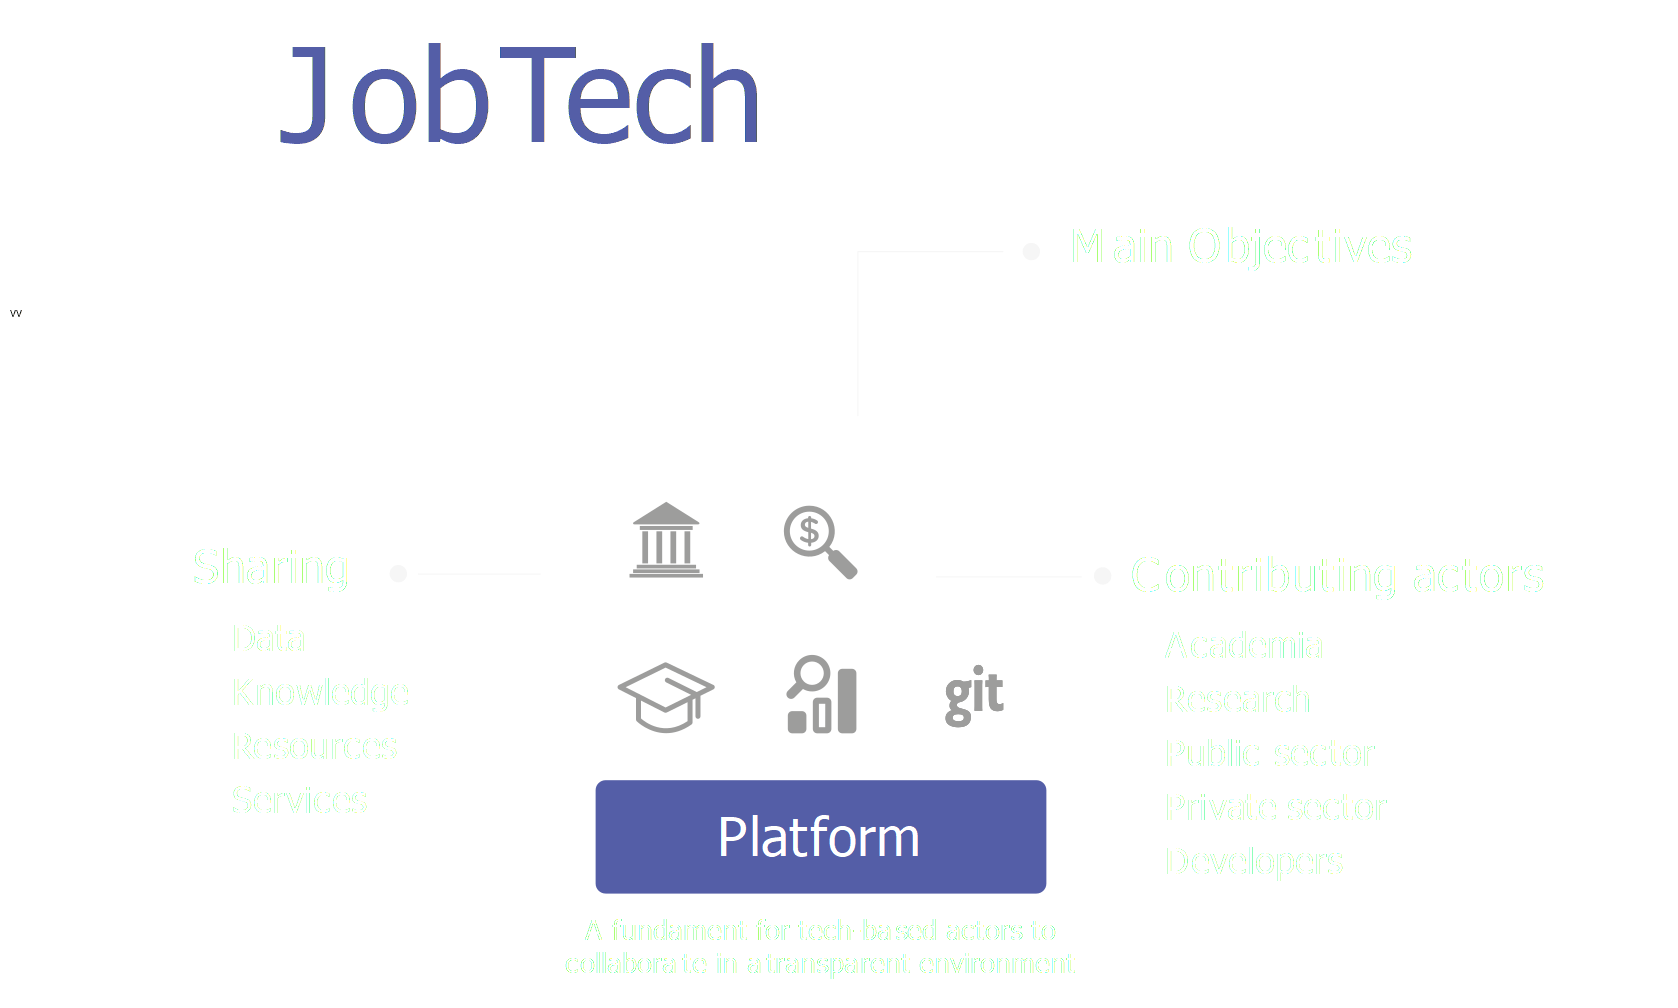 JobTech
Main Objectives
vv
Sharing
Data
Knowledge
Resources
Services
Contributing actors
Academia
Research
Public sector
Private sector
Developers
$
git
Platform
A fundament for tech-based actors to
collaborate in a transparent environment